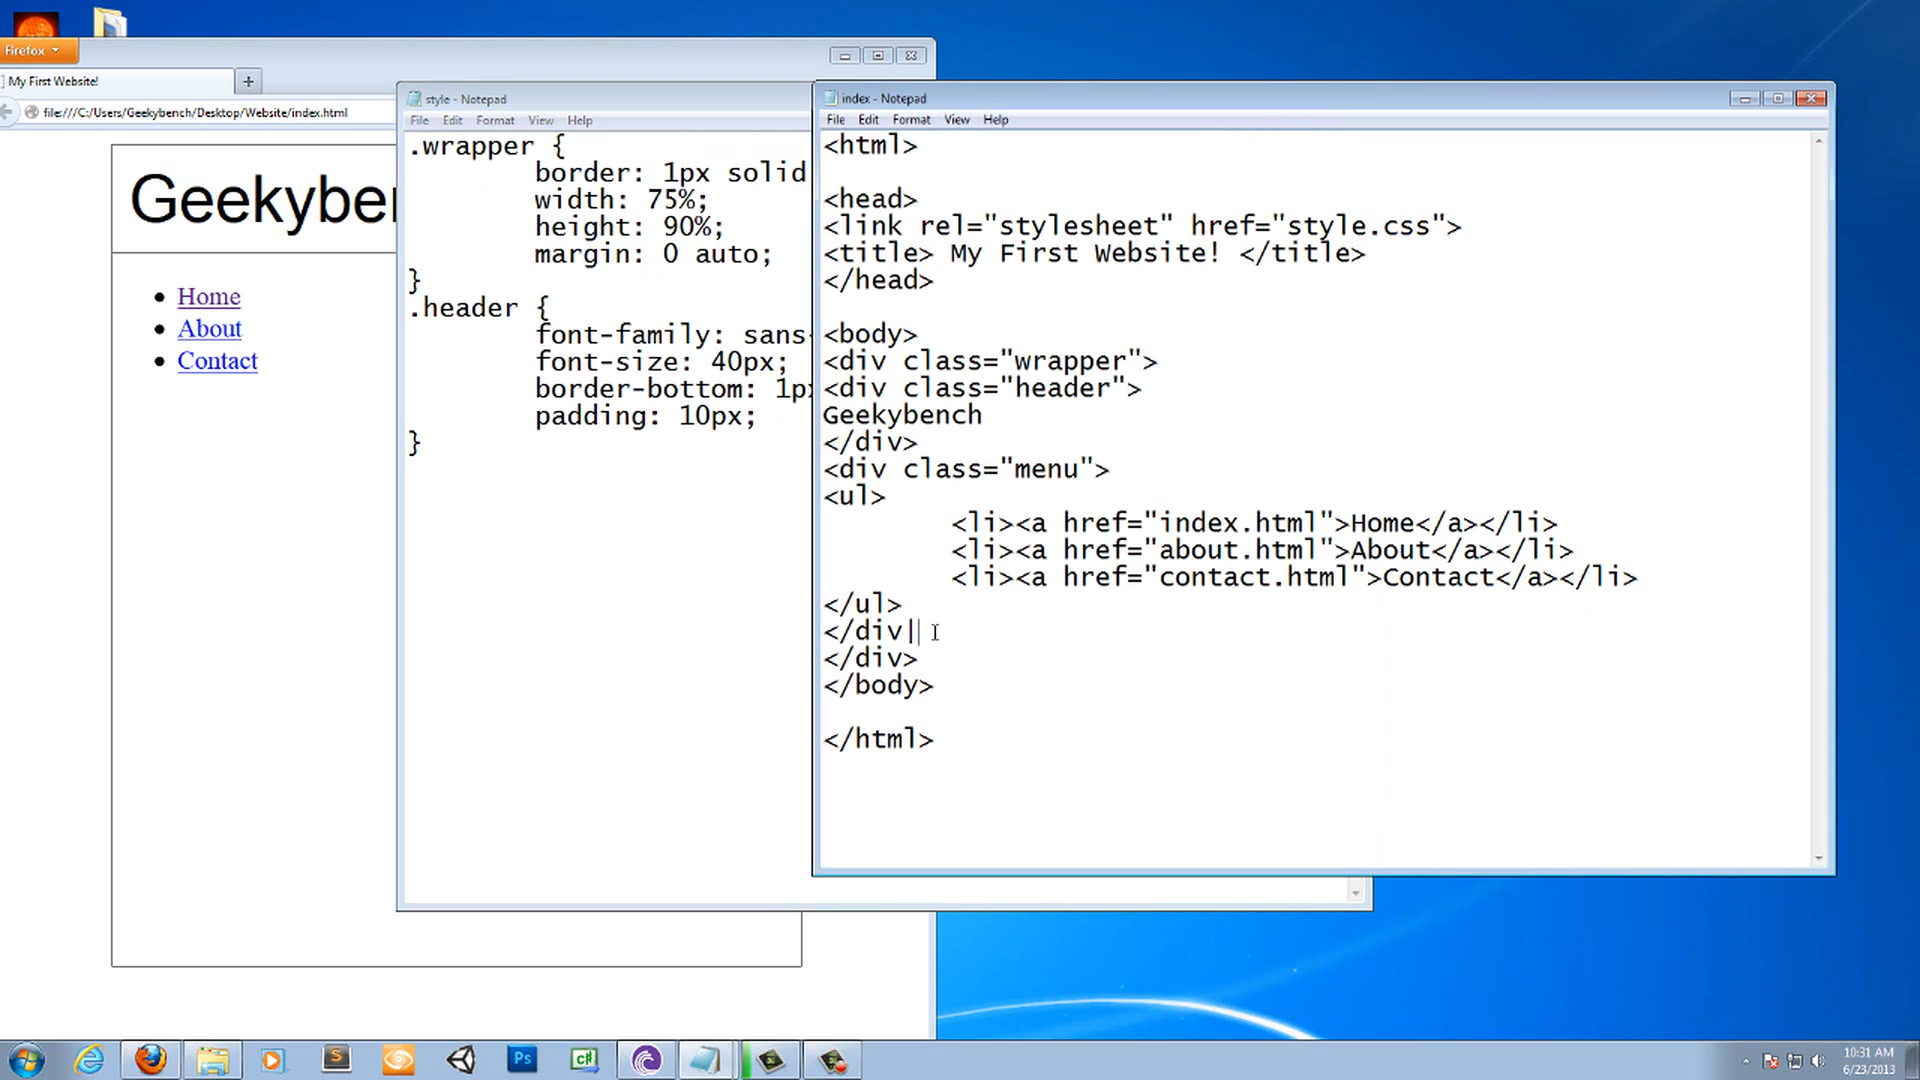 Firefox
My First Website!
file:///C:/Users/Geekybench/Desktop/Website/index.html
Home
About
Contact
style - Notepad
File Edit Format View Help
.wrapper {
border: 1px solid
width: 75%;
height: 90%;
margin: 0 auto;
}
.header {
font-family: sans-
font-size: 40px;
border-bottom: 1px
padding: 10px;
}
index - Notepad
File Edit Format View Help
<html>
<head>
<link rel="stylesheet" href="style.css">
<title> My First Website! </title>
</head>
<body>
<div class="wrapper">
<div class="header">
Geekybench
</div>
<div class="menu">
<ul>
<li><a href="index.html">Home</a></li>
<li><a href="about.html">About</a></li>
<li><a href="contact.html">Contact</a></li>
</ul>
</div
</div>
</body>
</html>
S
Ps
C#
10:31 AM
6/23/2013